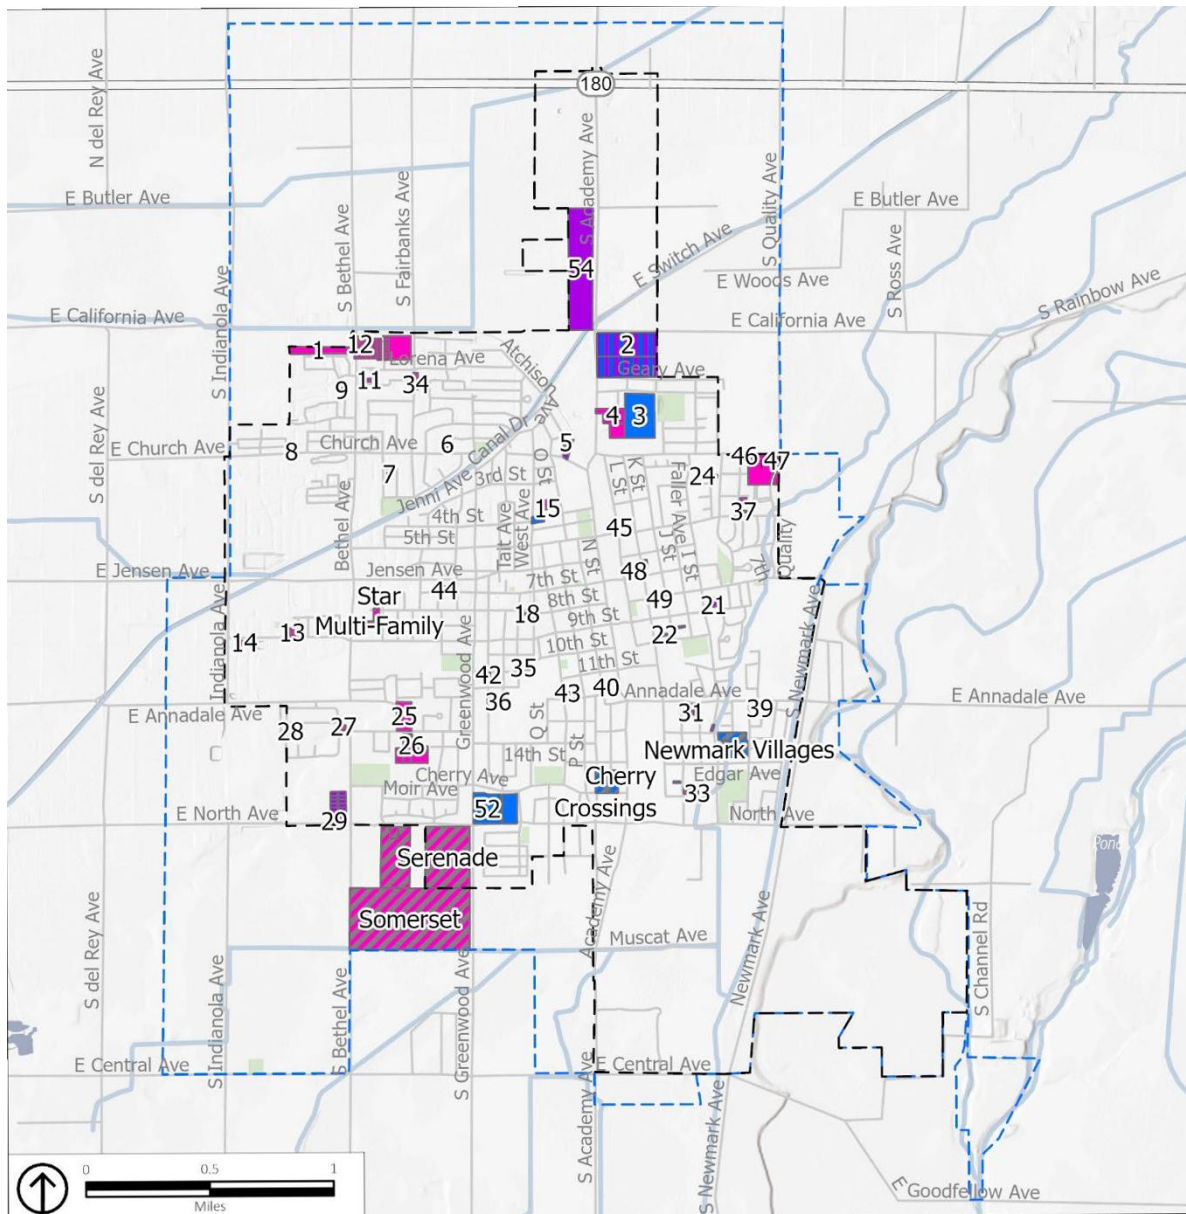 180
N del Rey Ave
S Academy Ave
E Butler Ave
E Butler Ave
S Bethel Ave
S Fairbanks Ave
S Quality Ave
E Switch Ave
54
E Woods Ave
S Ross Ave
S Rainbow Ave
S Indianola Ave
E California Ave
E California Ave
1
12
Lorena Ave
Atchison Ave
2
Geary Ave
9
11
34
4
3
S del Rey Ave
E Church Ave
8
Church Ave
6
Canal Dr
O St
5
L St
K St
Faller Ave
24
46
47
7
3rd St
Jenni Ave
Bethel Ave
4th St
15
5th St
Tait Ave
West Ave
N St
45
J St
I St
37
7th
Quality
E Jensen Ave
Jensen Ave
7th St
48
44
Star
Multi-Family
8th St
49
21
18
9th St
13
14
10th St
22
11th St
Indianola Ave
Greenwood Ave
42
35
S Newmark Ave
36
43
40
Annadale Ave
E Annadale Ave
E Annadale Ave
28
27
25
Q St
P St
31
39
26
14th St
Newmark Villages
Cherry Ave
Cherry
Crossings
Edgar Ave
Moir Ave
33
E North Ave
29
52
North Ave
Serenade
Pond
Somerset
S del Rey Ave
Academy Ave
Muscat Ave
Newmark Ave
S Channel Rd
S Indianola Ave
S Bethel Ave
S Greenwood Ave
E Central Ave
E Central Ave
S Academy Ave
S Newmark Ave
E Goodfellow Ave
0
0.5
1
Miles